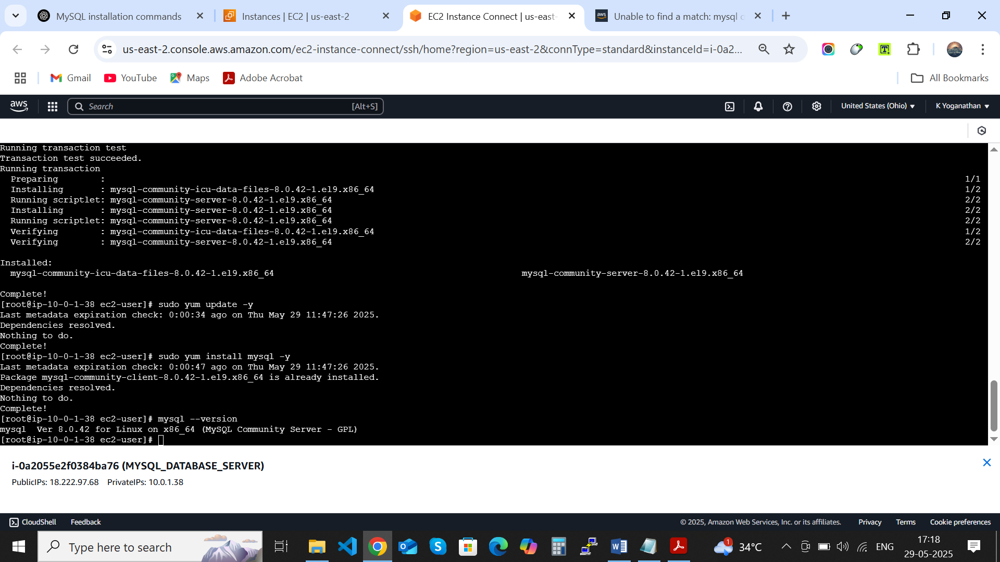 MySQL installation commands
Instances | EC2 | us-east-2
EC2 Instance Connect | us-east-
Unable to find a match: mysql
us-east-2.console.aws.amazon.com/ec2-instance-connect/ssh/home?region=us-east-2&connType=standard&instanceId=i-0a2...
Gmail
YouTube
Maps
Adobe Acrobat
All Bookmarks
aws
Search
[Alt+S]
United States (Ohio)
K Yoganathan
Running transaction test
Transaction test succeeded.
Running transaction
  Preparing        : 1/1
  Installing       : mysql-community-icu-data-files-8.0.42-1.el9.x86_64 1/2
  Running scriptlet: mysql-community-server-8.0.42-1.el9.x86_64 2/2
  Installing       : mysql-community-server-8.0.42-1.el9.x86_64 2/2
  Running scriptlet: mysql-community-server-8.0.42-1.el9.x86_64 2/2
  Verifying        : mysql-community-icu-data-files-8.0.42-1.el9.x86_64 1/2
  Verifying        : mysql-community-server-8.0.42-1.el9.x86_64 2/2
Installed:
  mysql-community-icu-data-files-8.0.42-1.el9.x86_64 mysql-community-server-8.0.42-1.el9.x86_64
Complete!
[root@ip-10-0-1-38 ec2-user]# sudo yum update -y
Last metadata expiration check: 0:00:34 ago on Thu May 29 11:47:26 2025.
Dependencies resolved.
Nothing to do.
Complete!
[root@ip-10-0-1-38 ec2-user]# sudo yum install mysql -y
Last metadata expiration check: 0:00:47 ago on Thu May 29 11:47:26 2025.
Package mysql-community-client-8.0.42-1.el9.x86_64 is already installed.
Dependencies resolved.
Nothing to do.
Complete!
[root@ip-10-0-1-38 ec2-user]# mysql --version
mysql  Ver 8.0.42 for Linux on x86_64 (MySQL Community Server - GPL)
[root@ip-10-0-1-38 ec2-user]#
i-0a2055e2f0384ba76 (MYSQL_DATABASE_SERVER)
PublicIPs: 18.222.97.68 PrivateIPs: 10.0.1.38
CloudShell
Feedback
© 2025, Amazon Web Services, Inc. or its affiliates.
Privacy
Terms
Cookie preferences
Type here to search
1
34°C
ENG
17:18
29-05-2025